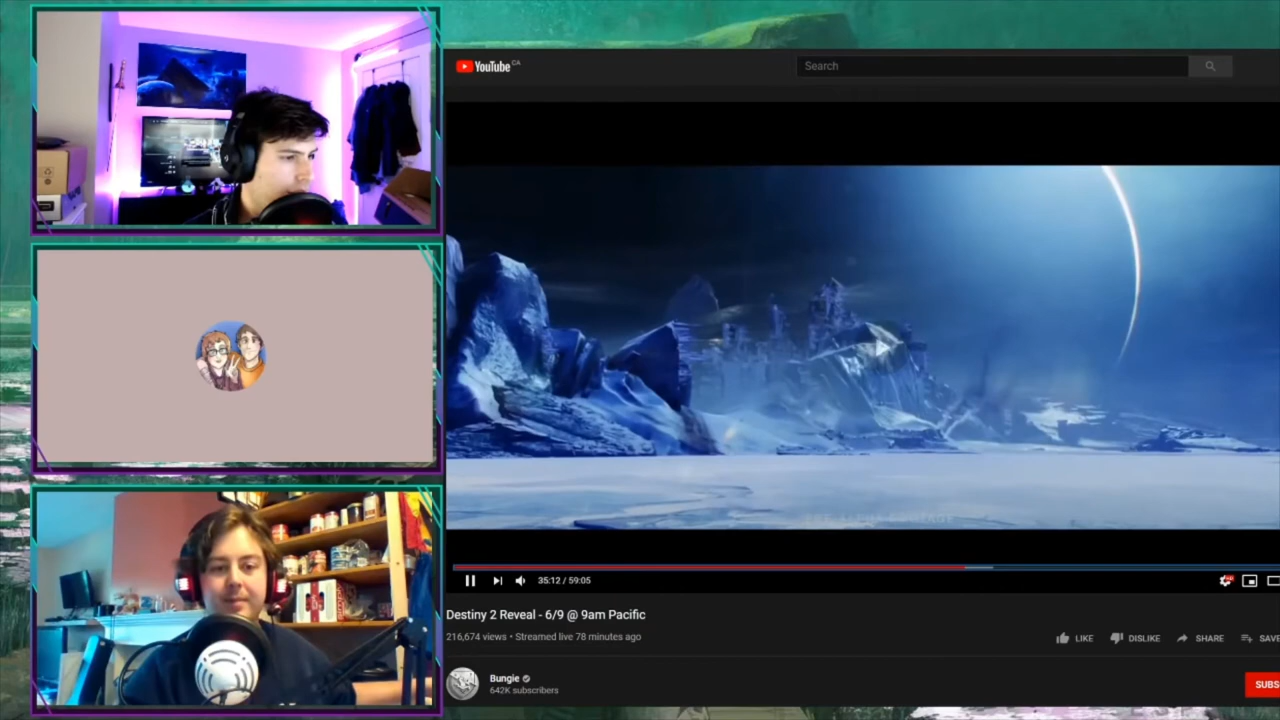 YouTube CA
Search
35:12 / 59:05
Destiny 2 Reveal - 6/9 @ 9am Pacific
216,674 views • Streamed live 78 minutes ago
LIKE
DISLIKE
SHARE
SAVE
Bungie
642K subscribers
SUBS